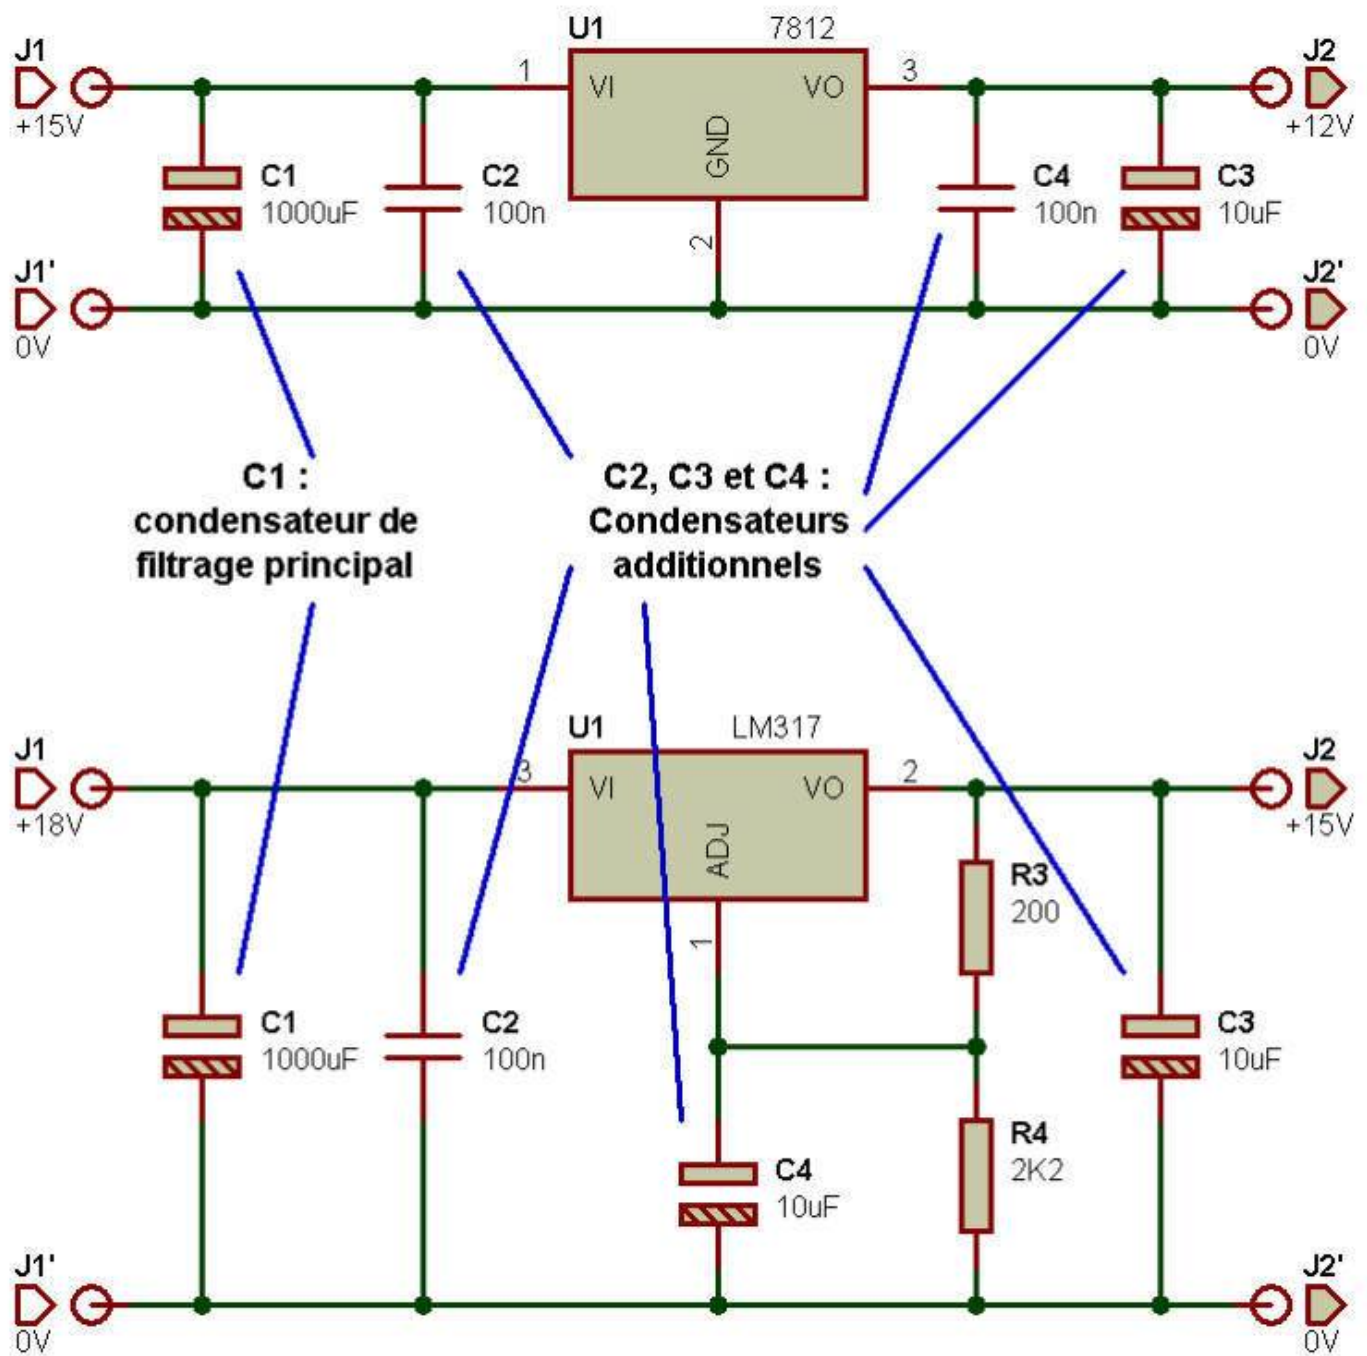 U1 7812
J1
1
VI
VO
3
J2
+15V
+12V
GND
C1
1000uF
C2
100n
C4
100n
C3
10uF
2
J1'
0V
J2'
0V
C1 :
condensateur de
filtrage principal
C2, C3 et C4 :
Condensateurs
additionnels
U1 LM317
J1
3
VI
VO
2
J2
+18V
+15V
ADJ
1
R3
200
C1
1000uF
C2
100n
C3
10uF
C4
10uF
R4
2K2
J1'
0V
J2'
0V